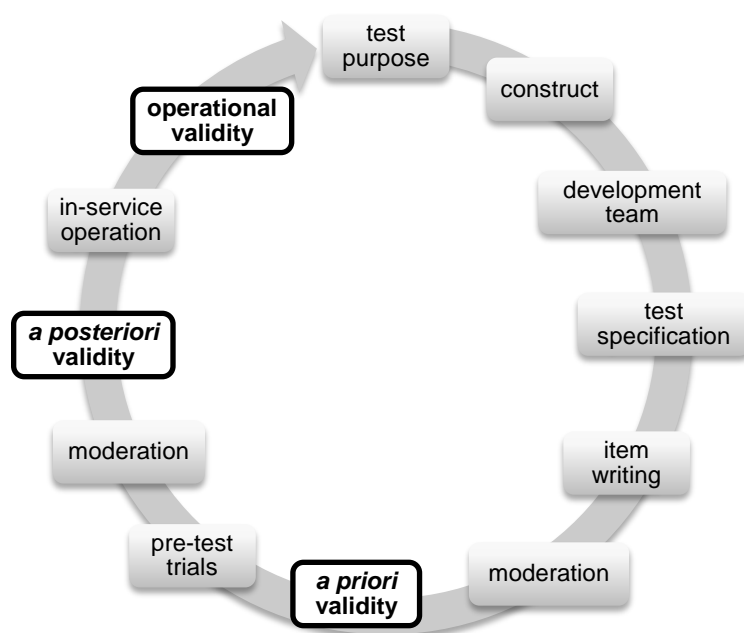 test
purpose
construct
development
team
test
specification
item
writing
moderation
a priori
validity
pre-test
trials
moderation
a posteriori
validity
in-service
operation
operational
validity